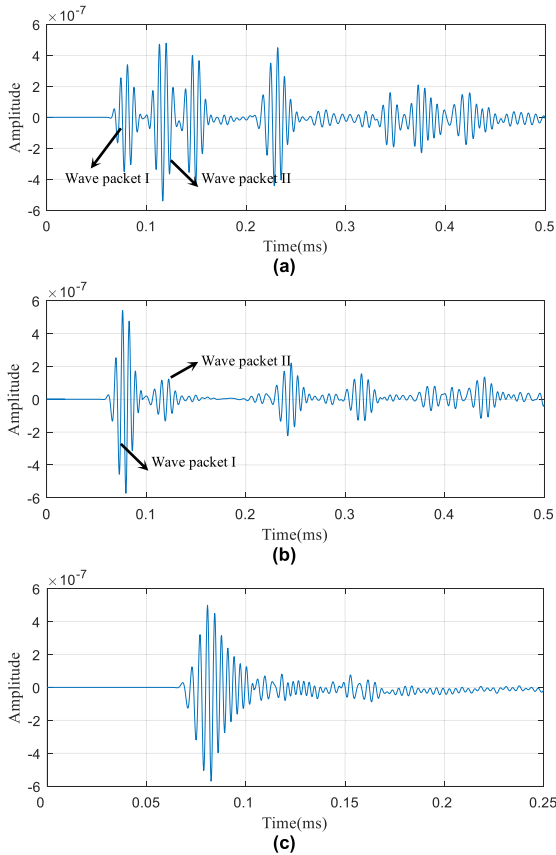 ×10-7
6
4
2
0
-2
-4
-6
Amplitude
Wave packet I
Wave packet II
0 0.1 0.2 0.3 0.4 0.5
Time(ms)
(a)
×10-7
6
4
2
0
-2
-4
-6
Amplitude
Wave packet II
Wave packet I
0 0.1 0.2 0.3 0.4 0.5
Time(ms)
(b)
×10-7
6
4
2
0
-2
-4
-6
Amplitude
0 0.05 0.1 0.15 0.2 0.25
Time(ms)
(c)